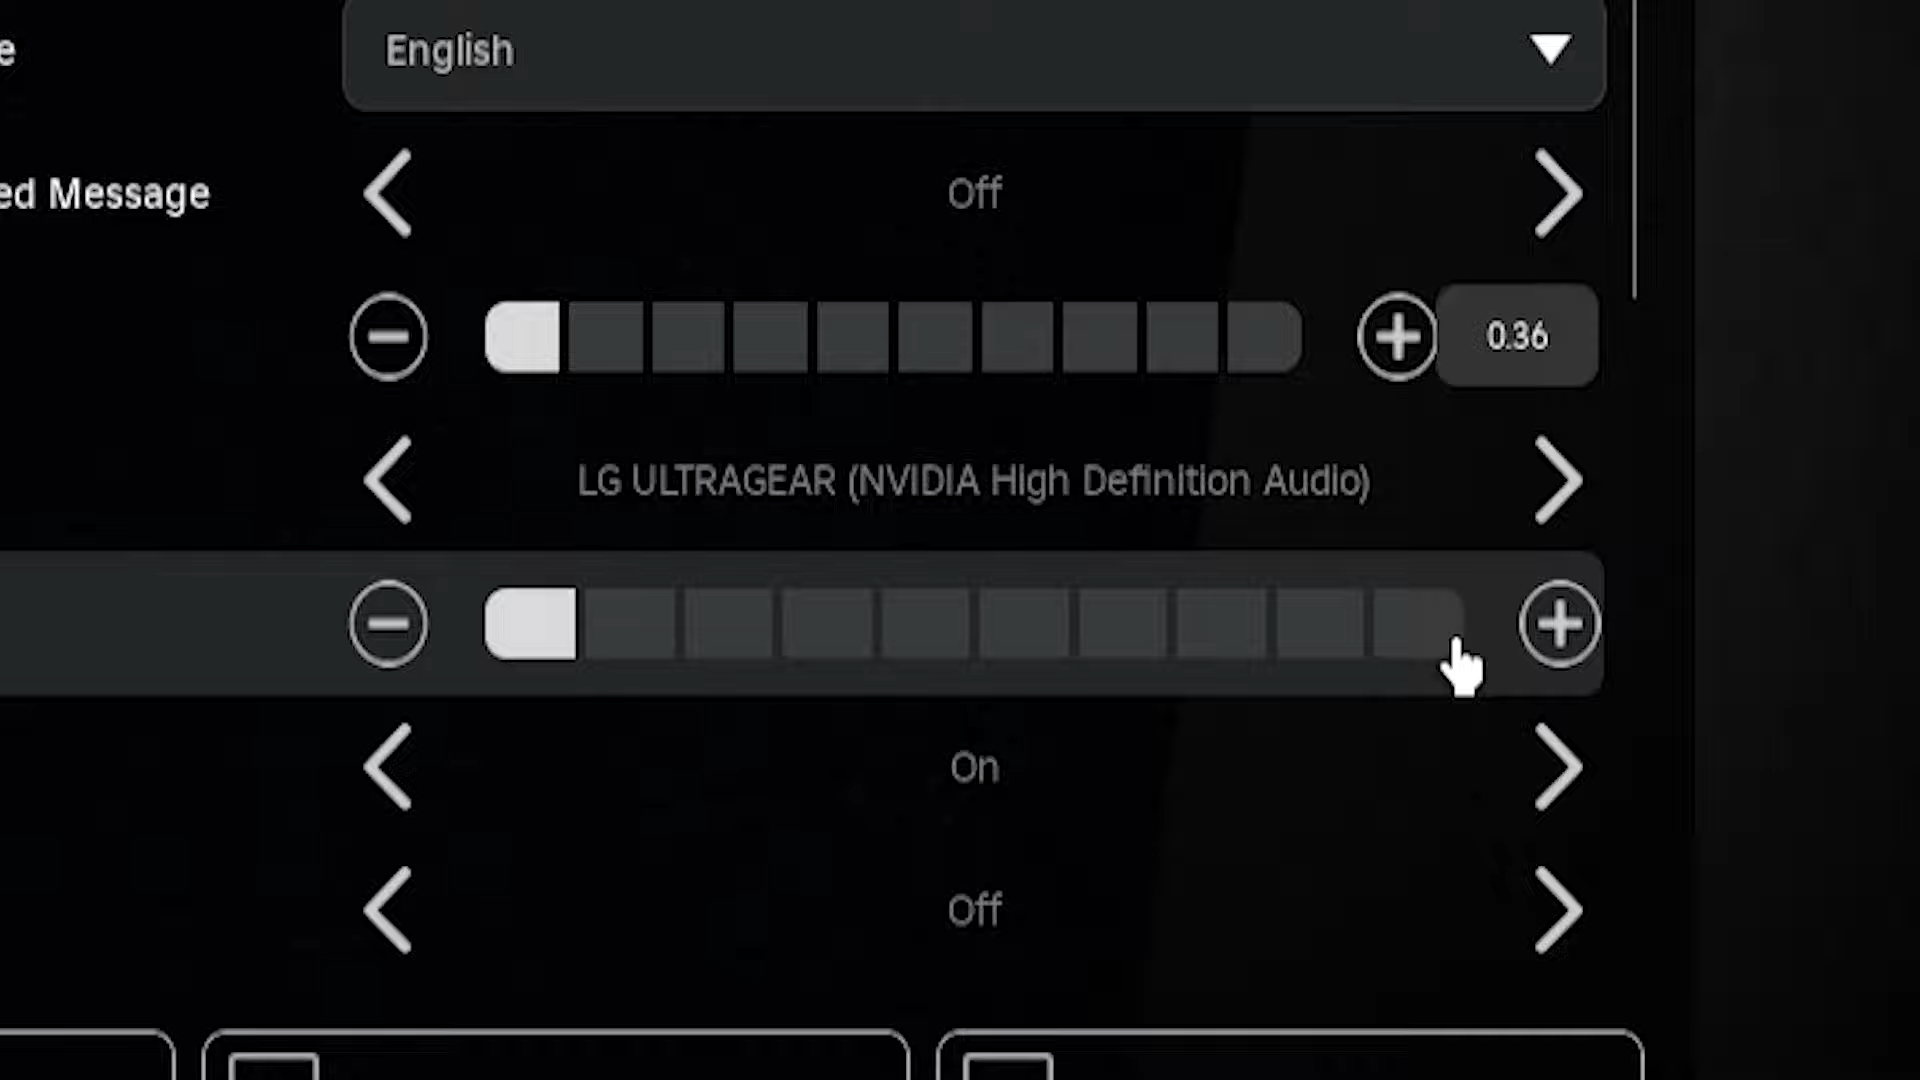 English
ed Message
Off
0.36
LG ULTRAGEAR (NVIDIA High Definition Audio)
On
Off